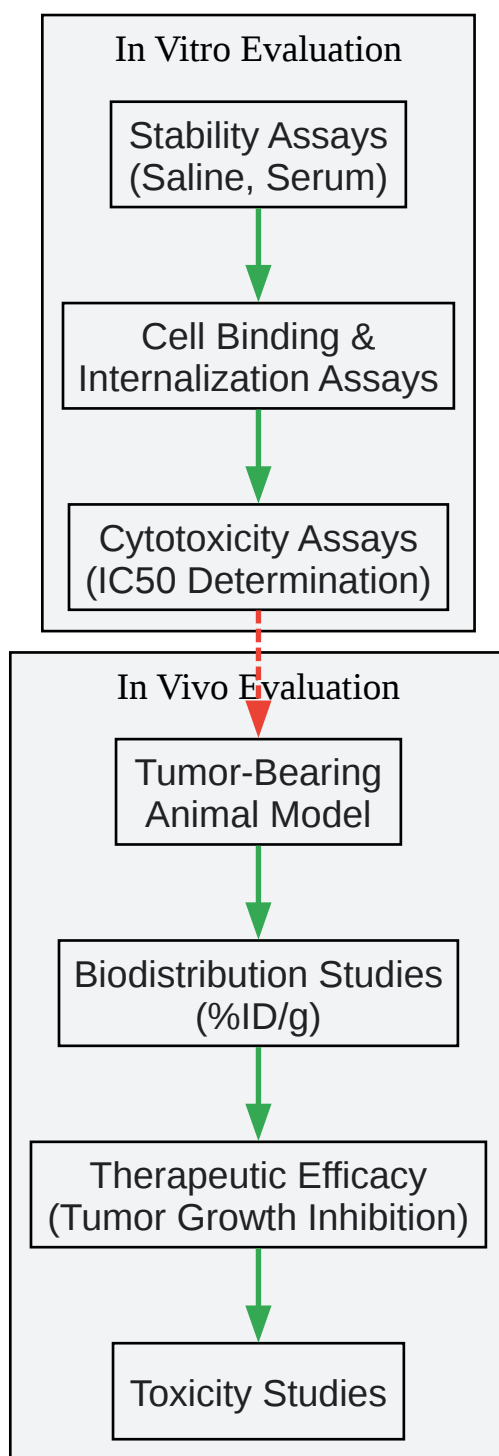 In Vitro Evaluation
Stability Assays
(Saline, Serum)
Cell Binding &
Internalization Assays
Cytotoxicity Assays
(IC50 Determination)
In Vivo Evaluation
Tumor-Bearing
Animal Model
Biodistribution Studies
(%ID/g)
Therapeutic Efficacy
(Tumor Growth Inhibition)
Toxicity Studies